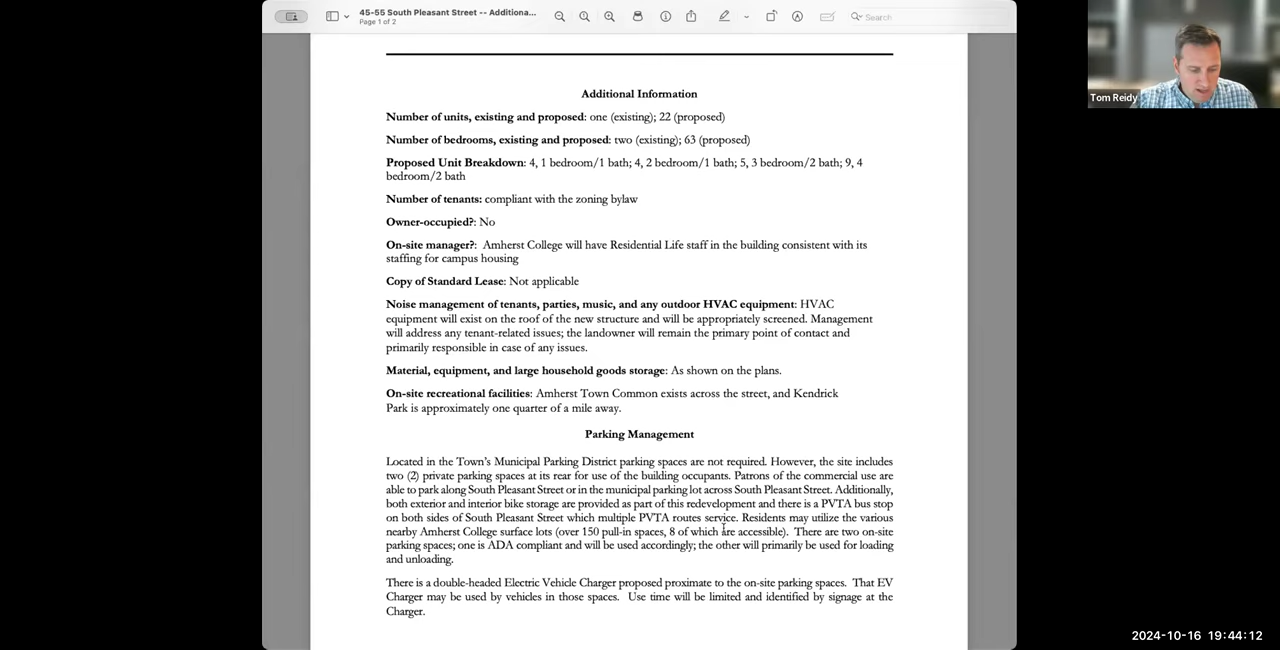 45-55 South Pleasant Street -- Additiona...
Page 1 of 2
Search
Tom Reidy
Additional Information
Number of units, existing and proposed: one (existing); 22 (proposed)
Number of bedrooms, existing and proposed: two (existing); 63 (proposed)
Proposed Unit Breakdown: 4, 1 bedroom/1 bath; 4, 2 bedroom/1 bath; 5, 3 bedroom/2 bath; 9, 4
bedroom/2 bath
Number of tenants: compliant with the zoning bylaw
Owner-occupied?: No
On-site manager?: Amherst College will have Residential Life staff in the building consistent with its
staffing for campus housing
Copy of Standard Lease: Not applicable
Noise management of tenants, parties, music, and any outdoor HVAC equipment: HVAC
equipment will exist on the roof of the new structure and will be appropriately screened. Management
will address any tenant-related issues; the landowner will remain the primary point of contact and
primarily responsible in case of any issues.
Material, equipment, and large household goods storage: As shown on the plans.
On-site recreational facilities: Amherst Town Common exists across the street, and Kendrick
Park is approximately one quarter of a mile away.
Parking Management
Located in the Town's Municipal Parking District parking spaces are not required. However, the site includes
two (2) private parking spaces at its rear for use of the building occupants. Patrons of the commercial use are
able to park along South Pleasant Street or in the municipal parking lot across South Pleasant Street. Additionally,
both exterior and interior bike storage are provided as part of this redevelopment and there is a PVTA bus stop
on both sides of South Pleasant Street which multiple PVTA routes service. Residents may utilize the various
nearby Amherst College surface lots (over 150 pull-in spaces, 8 of which are accessible). There are two on-site
parking spaces; one is ADA compliant and will be used accordingly; the other will primarily be used for loading
and unloading.
There is a double-headed Electric Vehicle Charger proposed proximate to the on-site parking spaces. That EV
Charger may be used by vehicles in those spaces. Use time will be limited and identified by signage at the
Charger.
2024-10-16 19:44:12